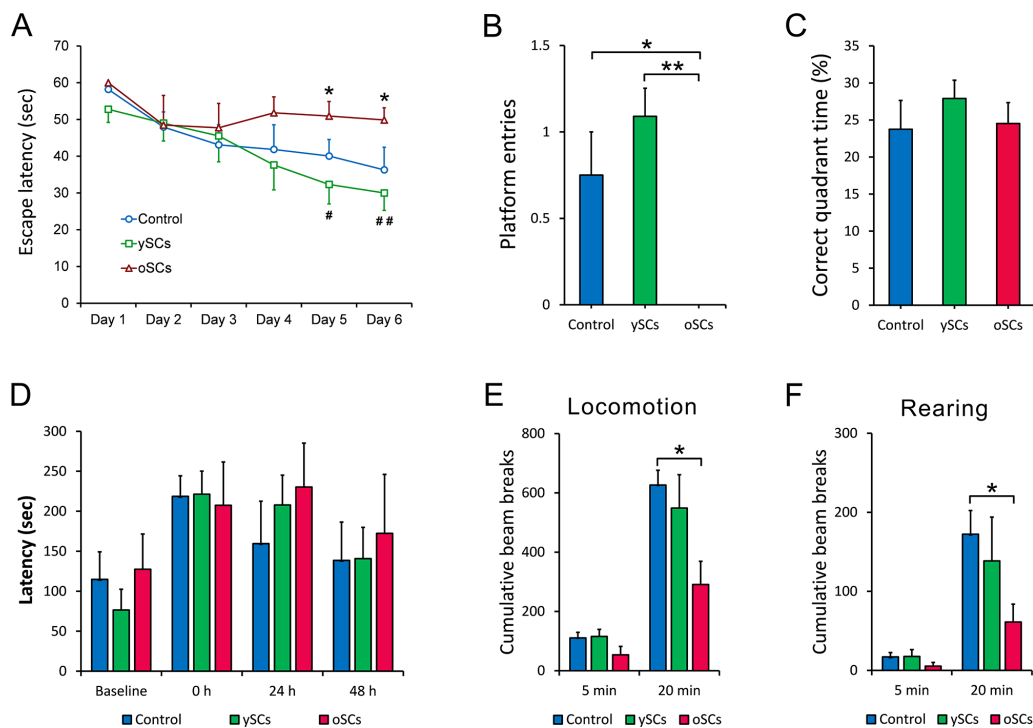 A
Escape latency (sec)
70
60
50
40
30
20
10
0
* *
# ##
Control
ySCs
oSCs
Day 1 Day 2 Day 3 Day 4 Day 5 Day 6
B
Platform entries
1.5
1
0.5
0
*
**
Control ySCs oSCs
C
Correct quadrant time (%)
35
30
25
20
15
10
5
0
Control ySCs oSCs
D
Latency (sec)
300
250
200
150
100
50
0
Baseline 0 h 24 h 48 h
Control ySCs oSCs
E
Locomotion
Cumulative beam breaks
800
600
400
200
0
*
5 min 20 min
Control ySCs oSCs
F
Rearing
Cumulative beam breaks
300
200
100
0
*
5 min 20 min
Control ySCs oSCs